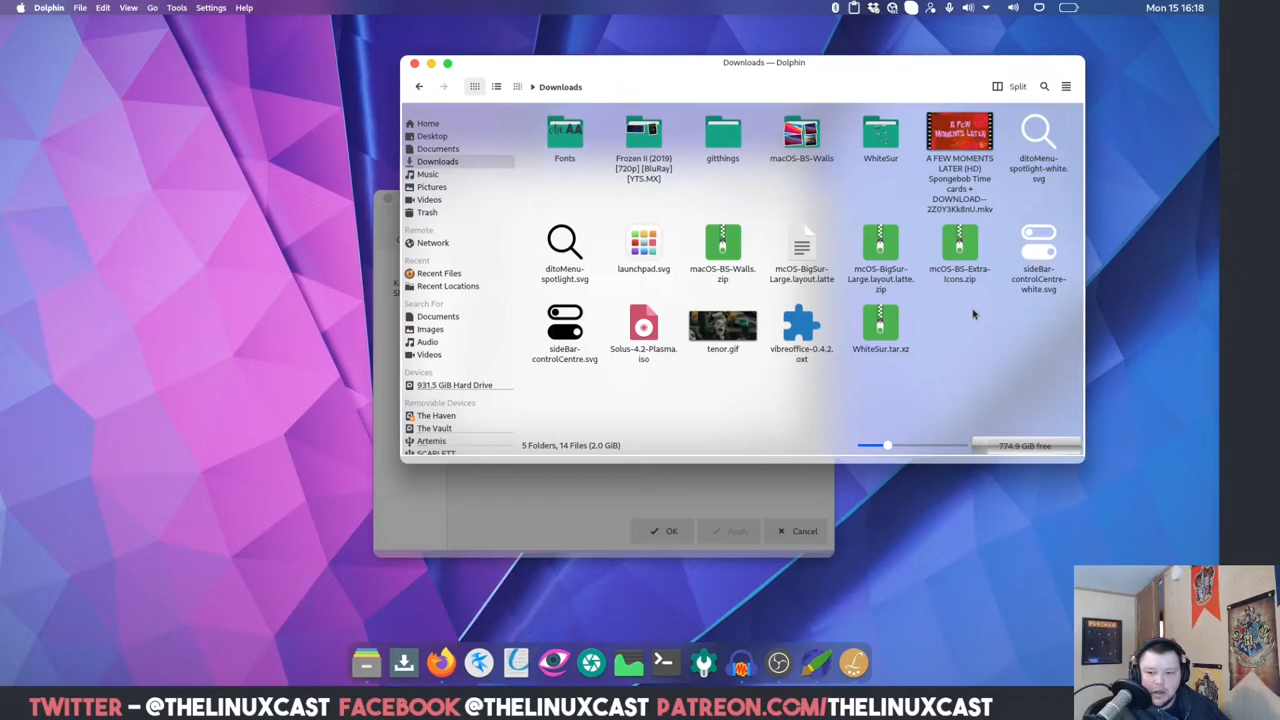 Dolphin File Edit View Go Tools Settings Help Mon 15 16:18
Downloads — Dolphin
Downloads Split
Home
Desktop
Documents
Downloads
Music
Pictures
Videos
Trash
Remote
Network
Recent
Recent Files
Recent Locations
Search For
Documents
Images
Audio
Videos
Devices
931.5 GiB Hard Drive
Removable Devices
The Haven
The Vault
Artemis
SCARLETT
Fonts
Frozen II (2019)
[720p] [BluRay]
[YTS.MX]
gitthings
macOS-BS-Walls
WhiteSur
A FEW MOMENTS
LATER
A FEW MOMENTS
LATER (HD)
Spongebob Time
cards +
DOWNLOAD--
2Z0Y3Kk8nU.mkv
ditoMenu-
spotlight-white.
svg
ditoMenu-
spotlight.svg
launchpad.svg
macOS-BS-Walls.
zip
mcOS-BigSur-
Large.layout.latte
mcOS-BigSur-
Large.layout.latte.
zip
mcOS-BS-Extra-
Icons.zip
sideBar-
controlCentre-
white.svg
sideBar-
controlCentre.svg
Solus-4.2-Plasma.
iso
tenor.gif
vibreoffice-0.4.2.
oxt
WhiteSur.tar.xz
5 Folders, 14 Files (2.0 GiB)
774.9 GiB free
OK Apply Cancel
TWITTER – @THELINUXCAST FACEBOOK @THELINUXCAST PATREON.COM/THELINUXCAST